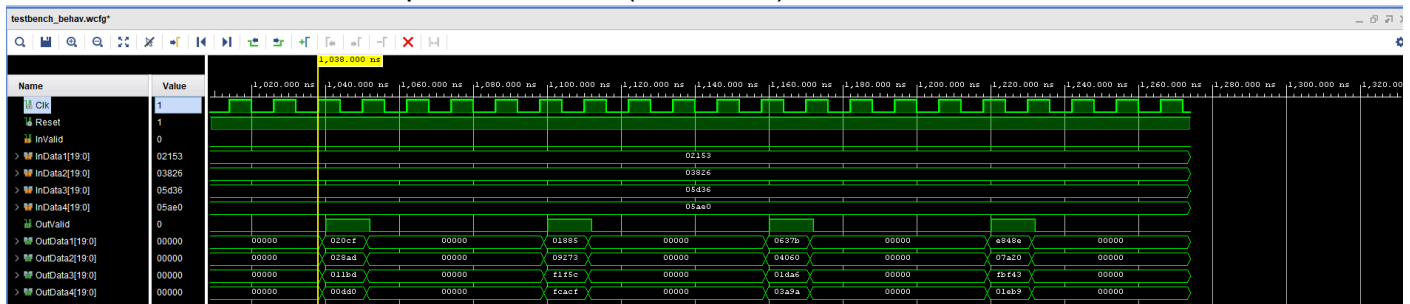 testbench_behav.wcfg*
1,038.000 ns
Name Value 1,020.000 ns 1,040.000 ns 1,060.000 ns 1,080.000 ns 1,100.000 ns 1,120.000 ns 1,140.000 ns 1,160.000 ns 1,180.000 ns 1,200.000 ns 1,220.000 ns 1,240.000 ns 1,260.000 ns 1,280.000 ns 1,300.000 ns 1,320.00
Clk 1
Reset 1
InValid 0
InData1[19:0] 02153 02153
InData2[19:0] 03826 03826
InData3[19:0] 05d36 05d36
InData4[19:0] 05ae0 05ae0
OutValid 0
OutData1[19:0] 00000 00000 020cf 00000 01885 00000 0637b 00000 e848e 00000
OutData2[19:0] 00000 00000 028ad 00000 09273 00000 04060 00000 07a20 00000
OutData3[19:0] 00000 00000 011bd 00000 f1f5c 00000 01da6 00000 fbf43 00000
OutData4[19:0] 00000 00000 00dd0 00000 fcacf 00000 03a9a 00000 01eb9 00000